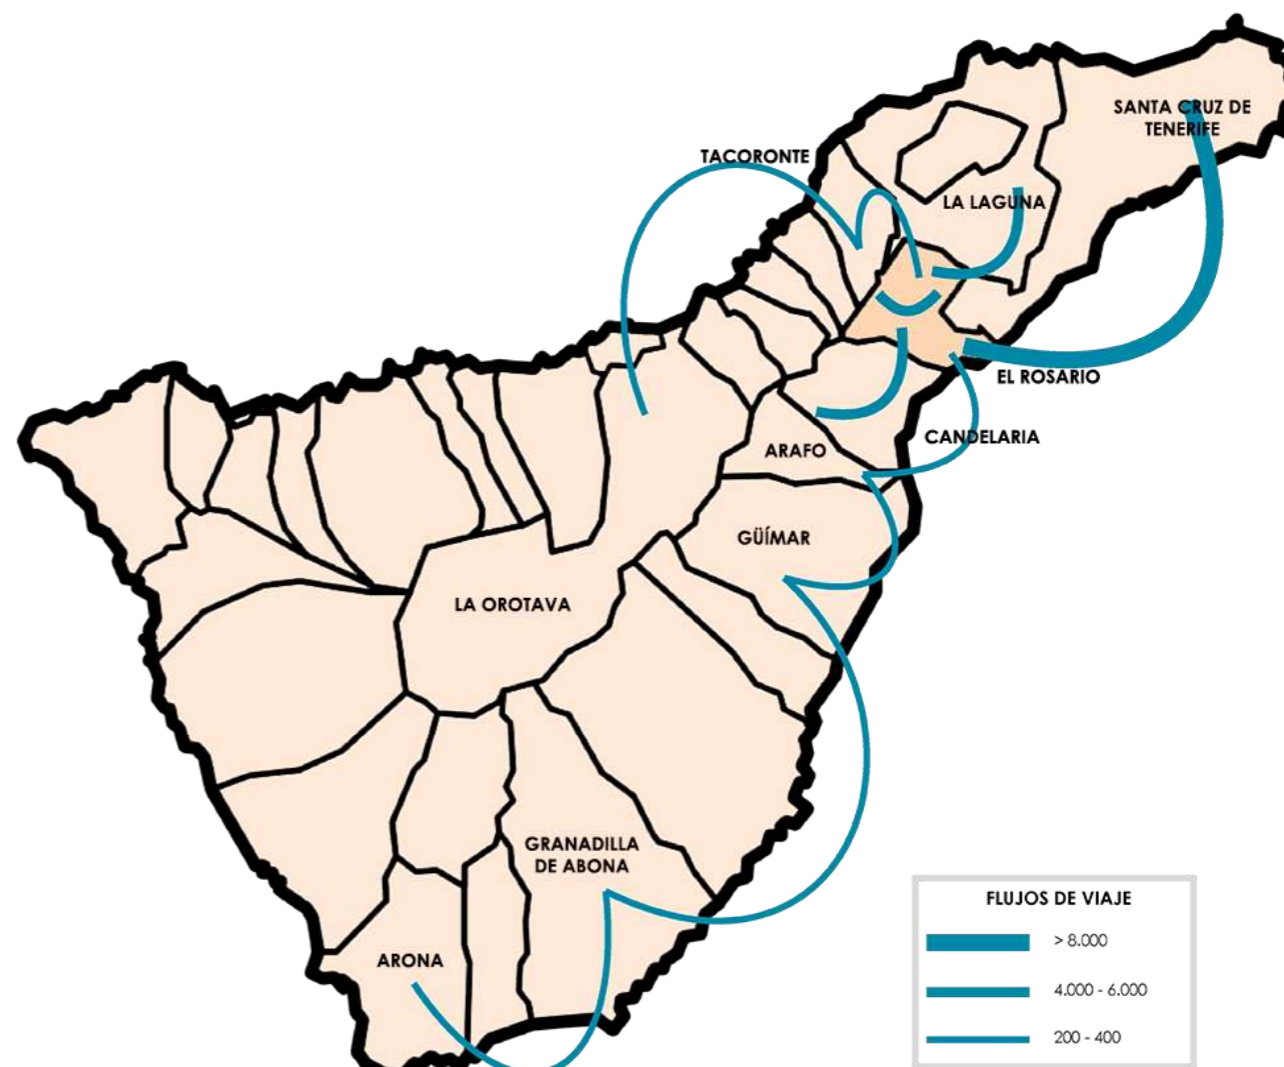 SANTA CRUZ DE
TENERIFE
TACORONTE
LA LAGUNA
EL ROSARIO
CANDELARIA
ARAFO
GÜÍMAR
LA OROTAVA
GRANADILLA
DE ABONA
ARONA
FLUJOS DE VIAJE
> 8.000
4.000 - 6.000
200 - 400